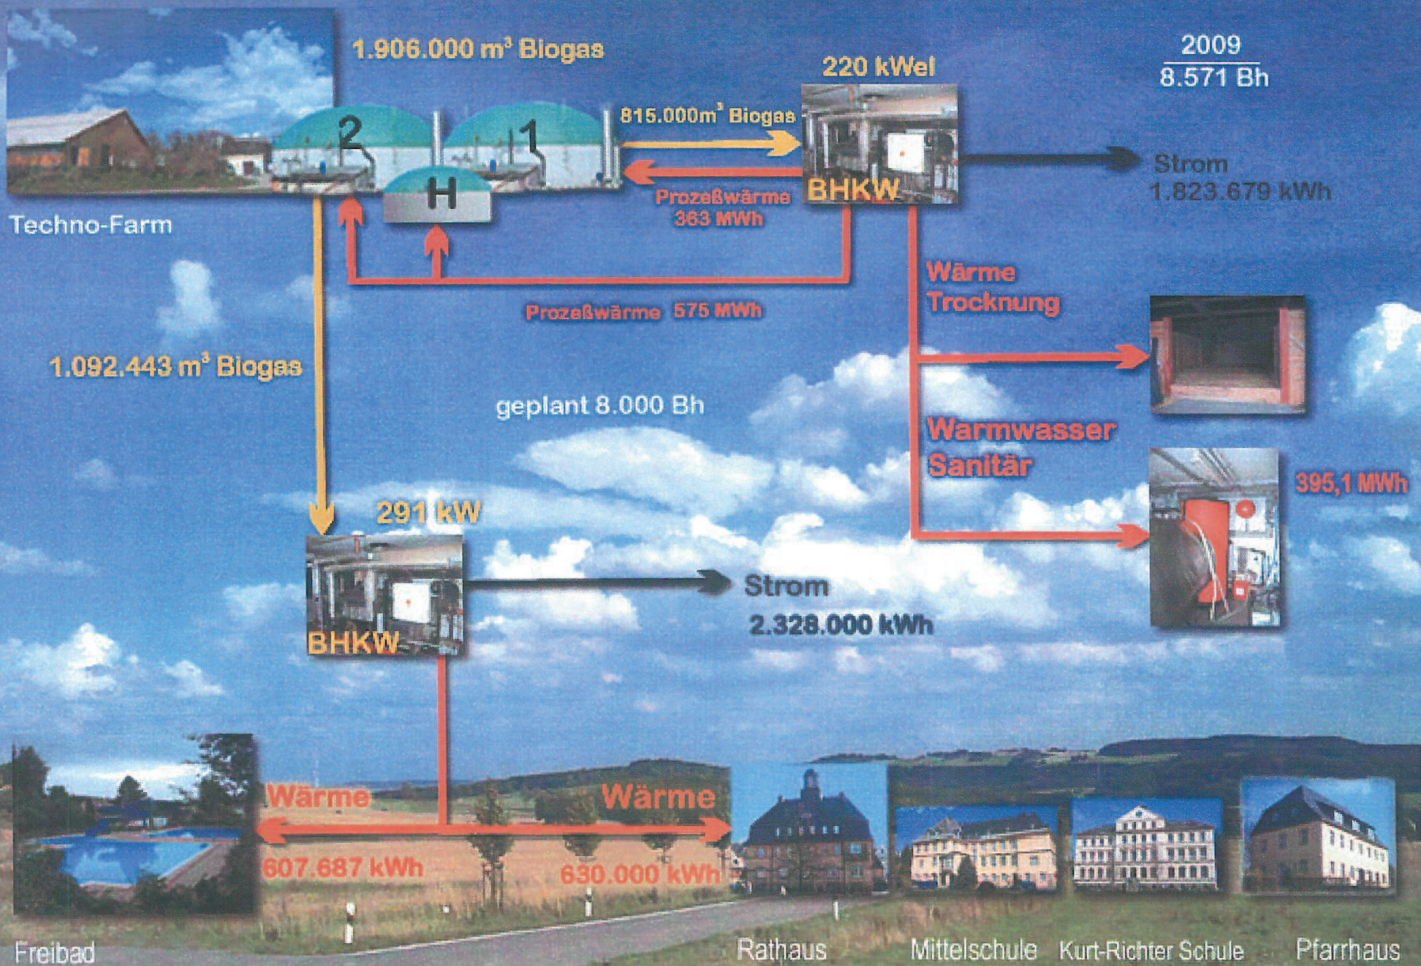 1.906.000 m³ Biogas
220 kWel
2009
8.571 Bh
2
1
H
815.000m³ Biogas
BHKW
Prozeßwärme
363 MWh
Strom
1.823.679 kWh
Techno-Farm
Wärme
Trocknung
Prozeßwärme 575 MWh
1.092.443 m³ Biogas
geplant 8.000 Bh
Warmwasser
Sanitär
395,1 MWh
291 kW
BHKW
Strom
2.328.000 kWh
Wärme
607.687 kWh
Wärme
630.000 kWh
Freibad
Rathaus
Mittelschule
Kurt-Richter Schule
Pfarrhaus